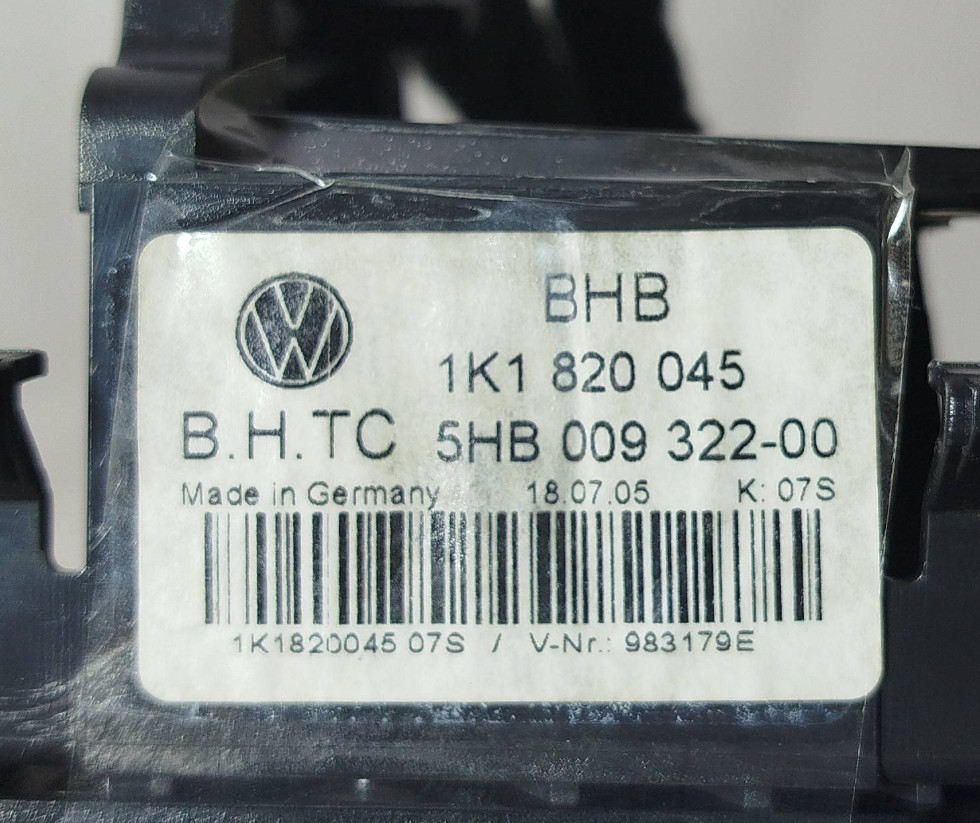 BHB
1K1 820 045
B.H.TC 5HB 009 322-00
Made in Germany 18.07.05 K: 07S
1K1820045 07S / V-Nr.: 983179E